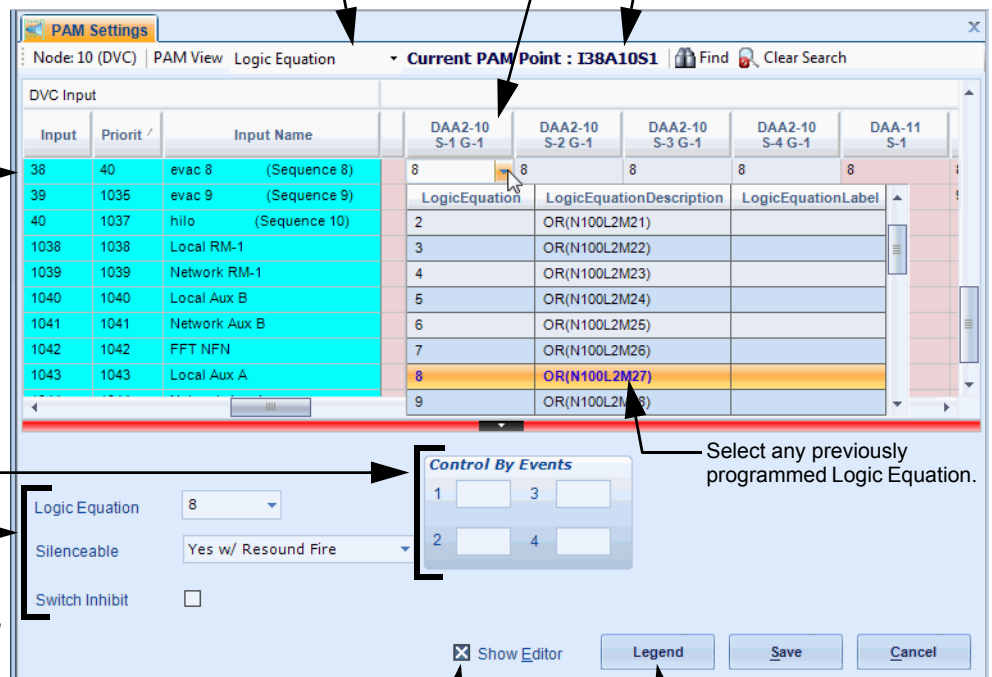 PAM Settings
x
Node: 10 (DVC) PAM View Logic Equation Current PAM Point : I38A10S1 Find Clear Search
DVC Input
Input Priorit Input Name DAA2-10 S-1 G-1 DAA2-10 S-2 G-1 DAA2-10 S-3 G-1 DAA2-10 S-4 G-1 DAA-11 S-1
38 40 evac 8 (Sequence 8) 8 8 8 8 8
39 1035 evac 9 (Sequence 9) LogicEquation LogicEquationDescription LogicEquationLabel
40 1037 hilo (Sequence 10) 2 OR(N100L2M21)
1038 1038 Local RM-1 3 OR(N100L2M22)
1039 1039 Network RM-1 4 OR(N100L2M23)
1040 1040 Local Aux B 5 OR(N100L2M24)
1041 1041 Network Aux B 6 OR(N100L2M25)
1042 1042 FFT NFN 7 OR(N100L2M26)
1043 1043 Local Aux A 8 OR(N100L2M27)
9
Select any previously
programmed Logic Equation.
Control By Events
1 3
2 4
Logic Equation 8
Silenceable Yes w/ Resound Fire
Switch Inhibit
Show Editor Legend Save Cancel